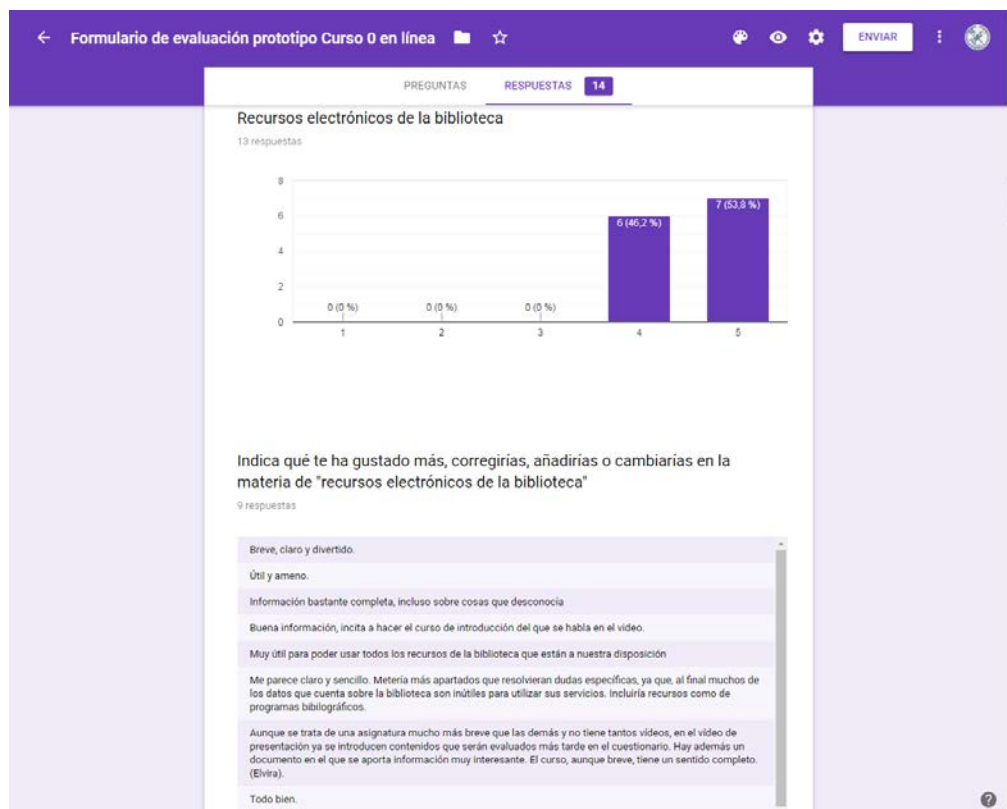 Formulario de evaluación prototipo Curso 0 en línea
ENVIAR
PREGUNTAS
RESPUESTAS
14
Recursos electrónicos de la biblioteca
13 respuestas
8
6
4
2
0
0 (0 %)
0 (0 %)
0 (0 %)
6 (46,2 %)
7 (53,8 %)
1
2
3
4
5
Indica qué te ha gustado más, corregirías, añadirías o cambiarías en la
materia de "recursos electrónicos de la biblioteca"
9 respuestas
Breve, claro y divertido.
Útil y ameno.
Información bastante completa, incluso sobre cosas que desconocía
Buena información, incita a hacer el curso de introducción del que se habla en el video.
Muy útil para poder usar todos los recursos de la biblioteca que están a nuestra disposición
Me parece claro y sencillo. Metería más apartados que resolvieran dudas específicas, ya que, al final muchos de
los datos que cuenta sobre la biblioteca son inútiles para utilizar sus servicios. Incluiría recursos como de
programas bibilográficos.
Aunque se trata de una asignatura mucho más breve que las demás y no tiene tantos vídeos, en el vídeo de
presentación ya se introducen contenidos que serán evaluados más tarde en el cuestionario. Hay además un
documento en el que se aporta información muy interesante. El curso, aunque breve, tiene un sentido completo.
(Elvira).
Todo bien.